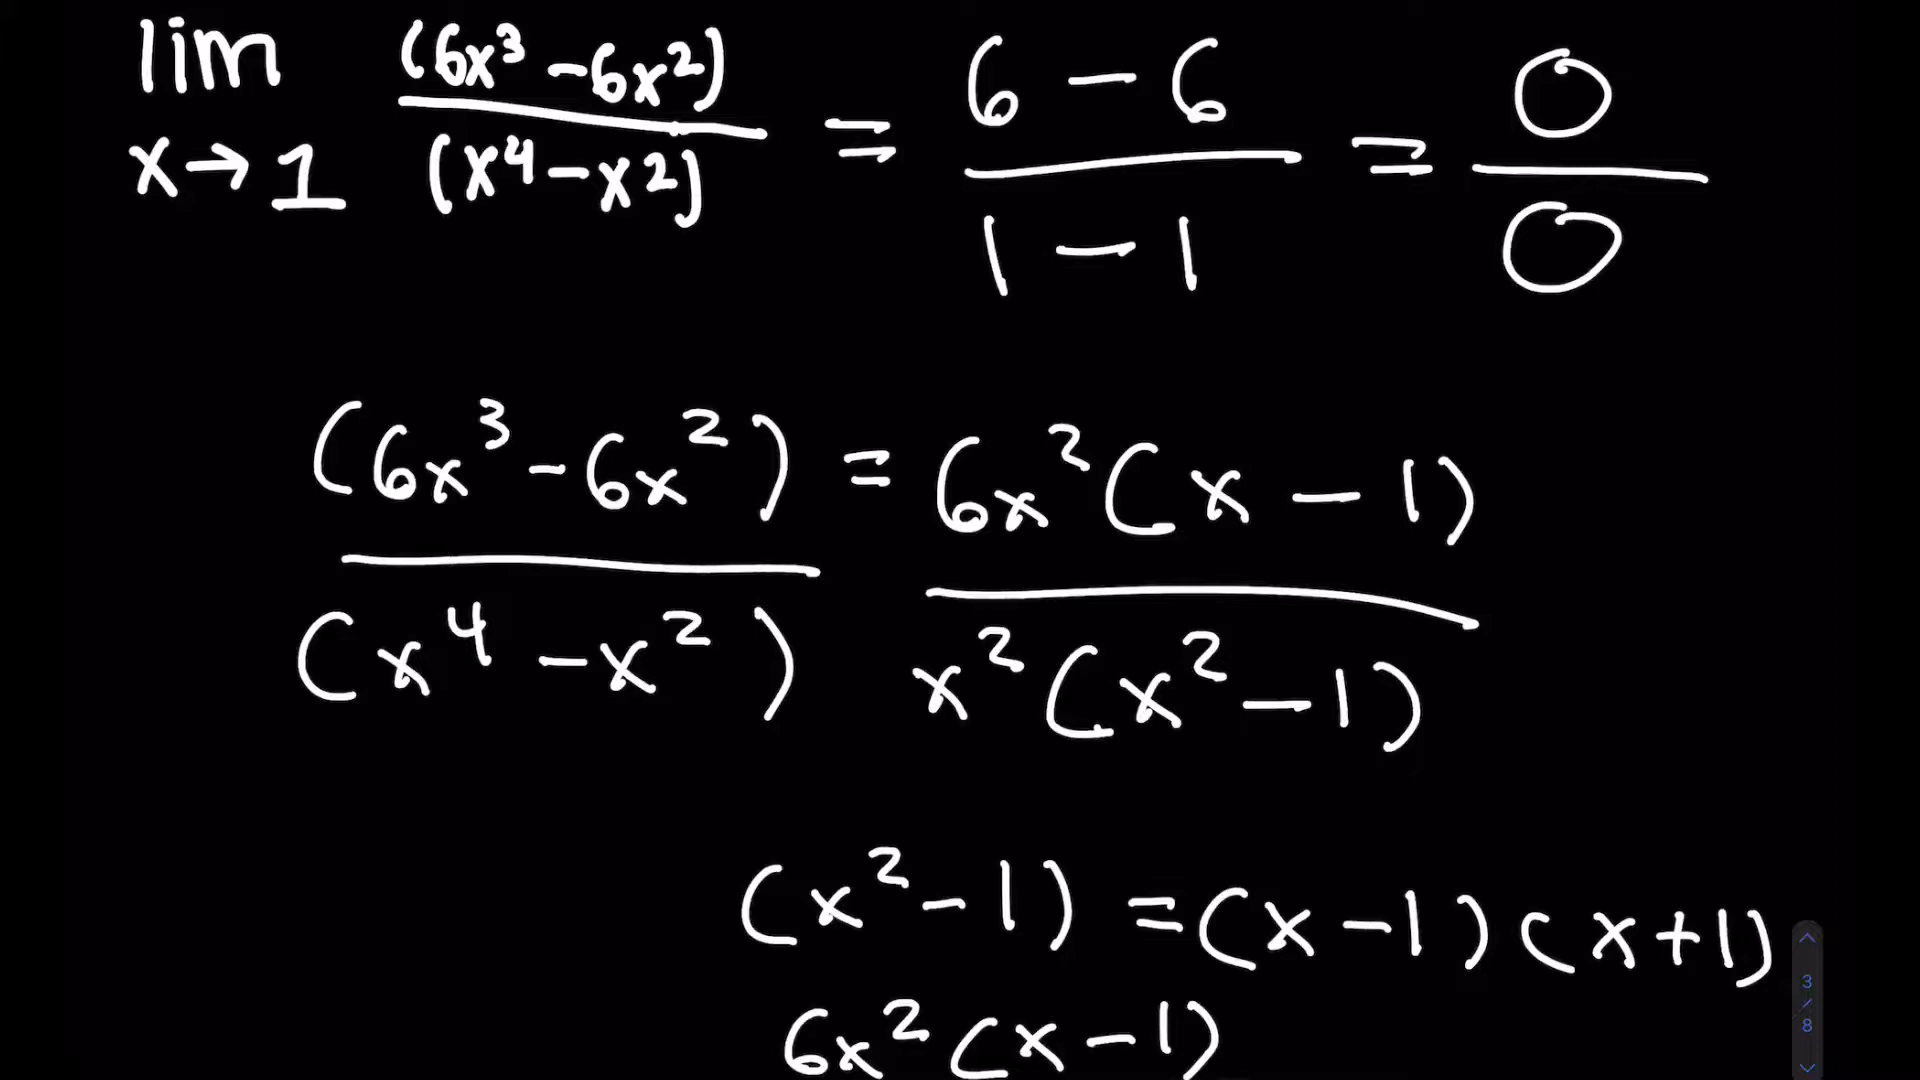 lim (6x³ -6x²) = 6 - 6 = 0
x→1 (x⁴-x²) 1 - 1 0
(6x³-6x²) = 6x²(x - 1)
(x⁴-x²) x²(x²-1)
(x²-1) =(x-1)(x+1)
6x²(x-1)
3
/
8